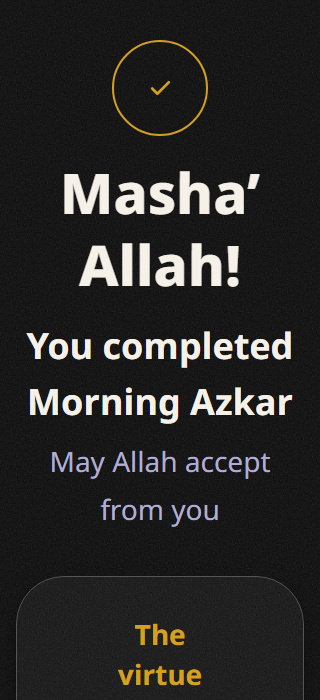 Masha’
Allah!
You completed
Morning Azkar
May Allah accept
from you
The
virtue